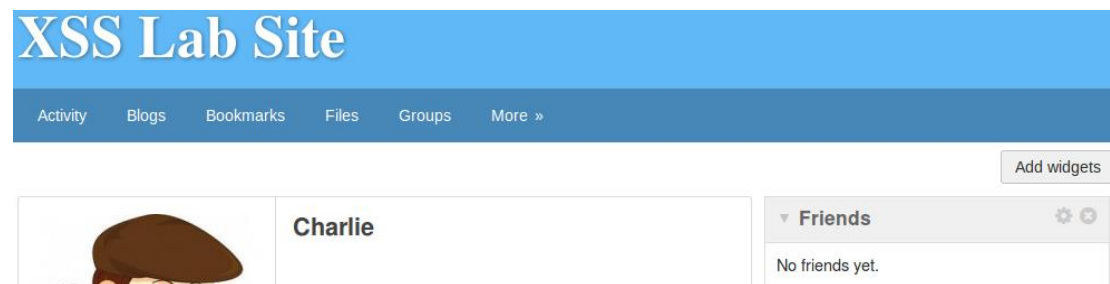 XSS Lab Site
Activity Blogs Bookmarks Files Groups More »
Add widgets
Charlie
Friends
No friends yet.